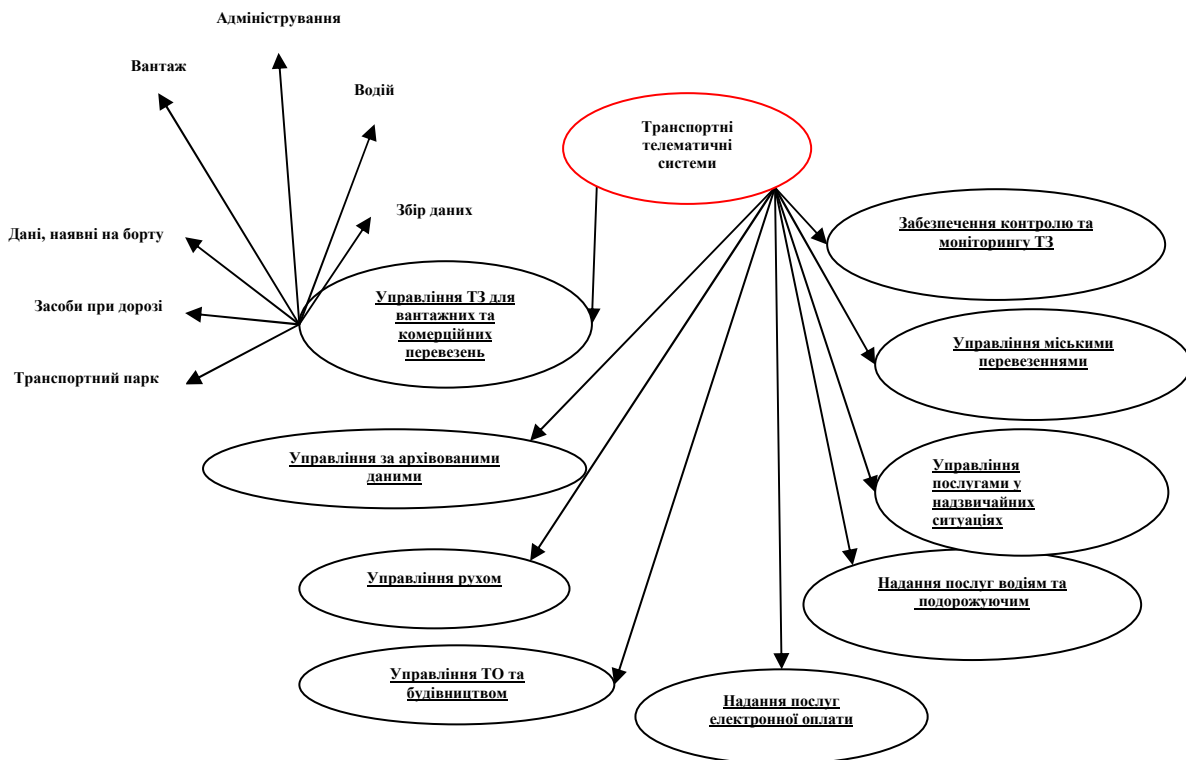 Адміністрування
Вантаж
Водій
Транспортні
телематичні
системи
Збір даних
Дані, наявні на борту
Забезпечення контролю та
моніторингу ТЗ
Засоби при дорозі
Управління ТЗ для
вантажних та
комерційних
перевезень
Управління міськими
перевезеннями
Транспортний парк
Управління за архівованими
даними
Управління
послугами у
надзвичайних
ситуаціях
Управління рухом
Надання послуг водіям та
подорожуючим
Управління ТО та
будівництвом
Надання послуг
електронної оплати